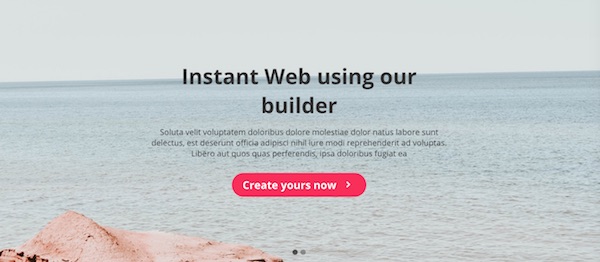 Instant Web using our
builder
Soluta velit voluptatem doloribus dolore molestiae dolor natus labore sunt
delectus, est deserunt officia adipisci nihil iure modi reprehenderit ad voluptas.
Libero aut quos quas perferendis, ipsa doloribus fugiat ea
Create yours now